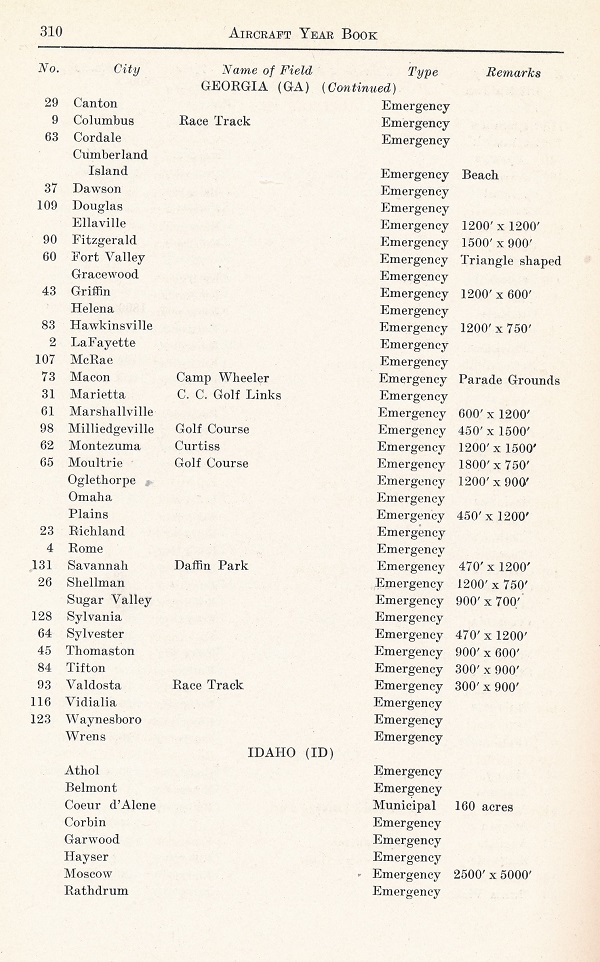 310 AIRCRAFT YEAR BOOK
No. City Name of Field Type Remarks
GEORGIA (GA) (Continued)
29 Canton Emergency
9 Columbus Race Track Emergency
63 Cordale Emergency
Cumberland
Island Emergency Beach
37 Dawson Emergency
109 Douglas Emergency
Ellaville Emergency 1200' x 1200'
90 Fitzgerald Emergency 1500' x 900'
60 Fort Valley Emergency Triangle shaped
Gracewood Emergency
43 Griffin Emergency 1200' x 600'
Helena Emergency
83 Hawkinsville Emergency 1200' x 750'
2 LaFayette Emergency
107 McRae Emergency
73 Macon Camp Wheeler Emergency Parade Grounds
31 Marietta C. C. Golf Links Emergency
61 Marshallville Emergency 600' x 1200'
98 Milliedgeville Golf Course Emergency 450' x 1500'
62 Montezuma Curtiss Emergency 1200' x 1500'
65 Moultrie Golf Course Emergency 1800' x 750'
Oglethorpe Emergency 1200' x 900'
Omaha Emergency
Plains Emergency 450' x 1200'
23 Richland Emergency
4 Rome Emergency
131 Savannah Daffin Park Emergency 470' x 1200'
26 Shellman Emergency 1200' x 750'
Sugar Valley Emergency 900' x 700'
128 Sylvania Emergency
64 Sylvester Emergency 470' x 1200'
45 Thomaston Emergency 900' x 600'
84 Tifton Emergency 300' x 900'
93 Valdosta Race Track Emergency 300' x 900'
116 Vidialia Emergency
123 Waynesboro Emergency
Wrens Emergency
IDAHO (ID)
Athol Emergency
Belmont Emergency
Coeur d'Alene Municipal 160 acres
Corbin Emergency
Garwood Emergency
Hayser Emergency
Moscow Emergency 2500' x 5000'
Rathdrum Emergency